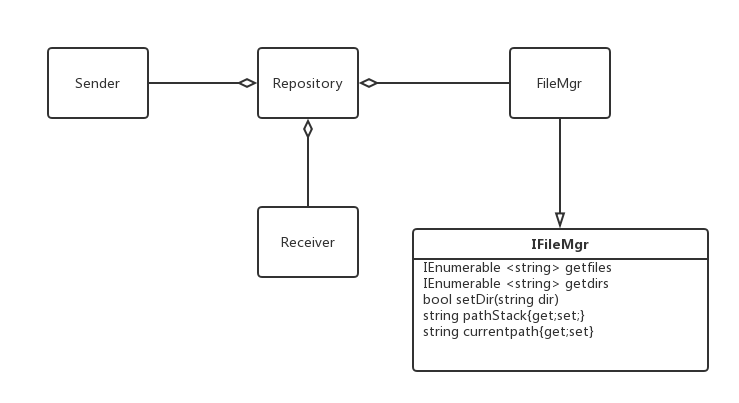 Sender
Repository
FileMgr
Receiver
IFileMgr
IEnumerable <string> getfiles
IEnumerable <string> getdirs
bool setDir(string dir)
string pathStack{get;set;}
string currentpath{get;set}